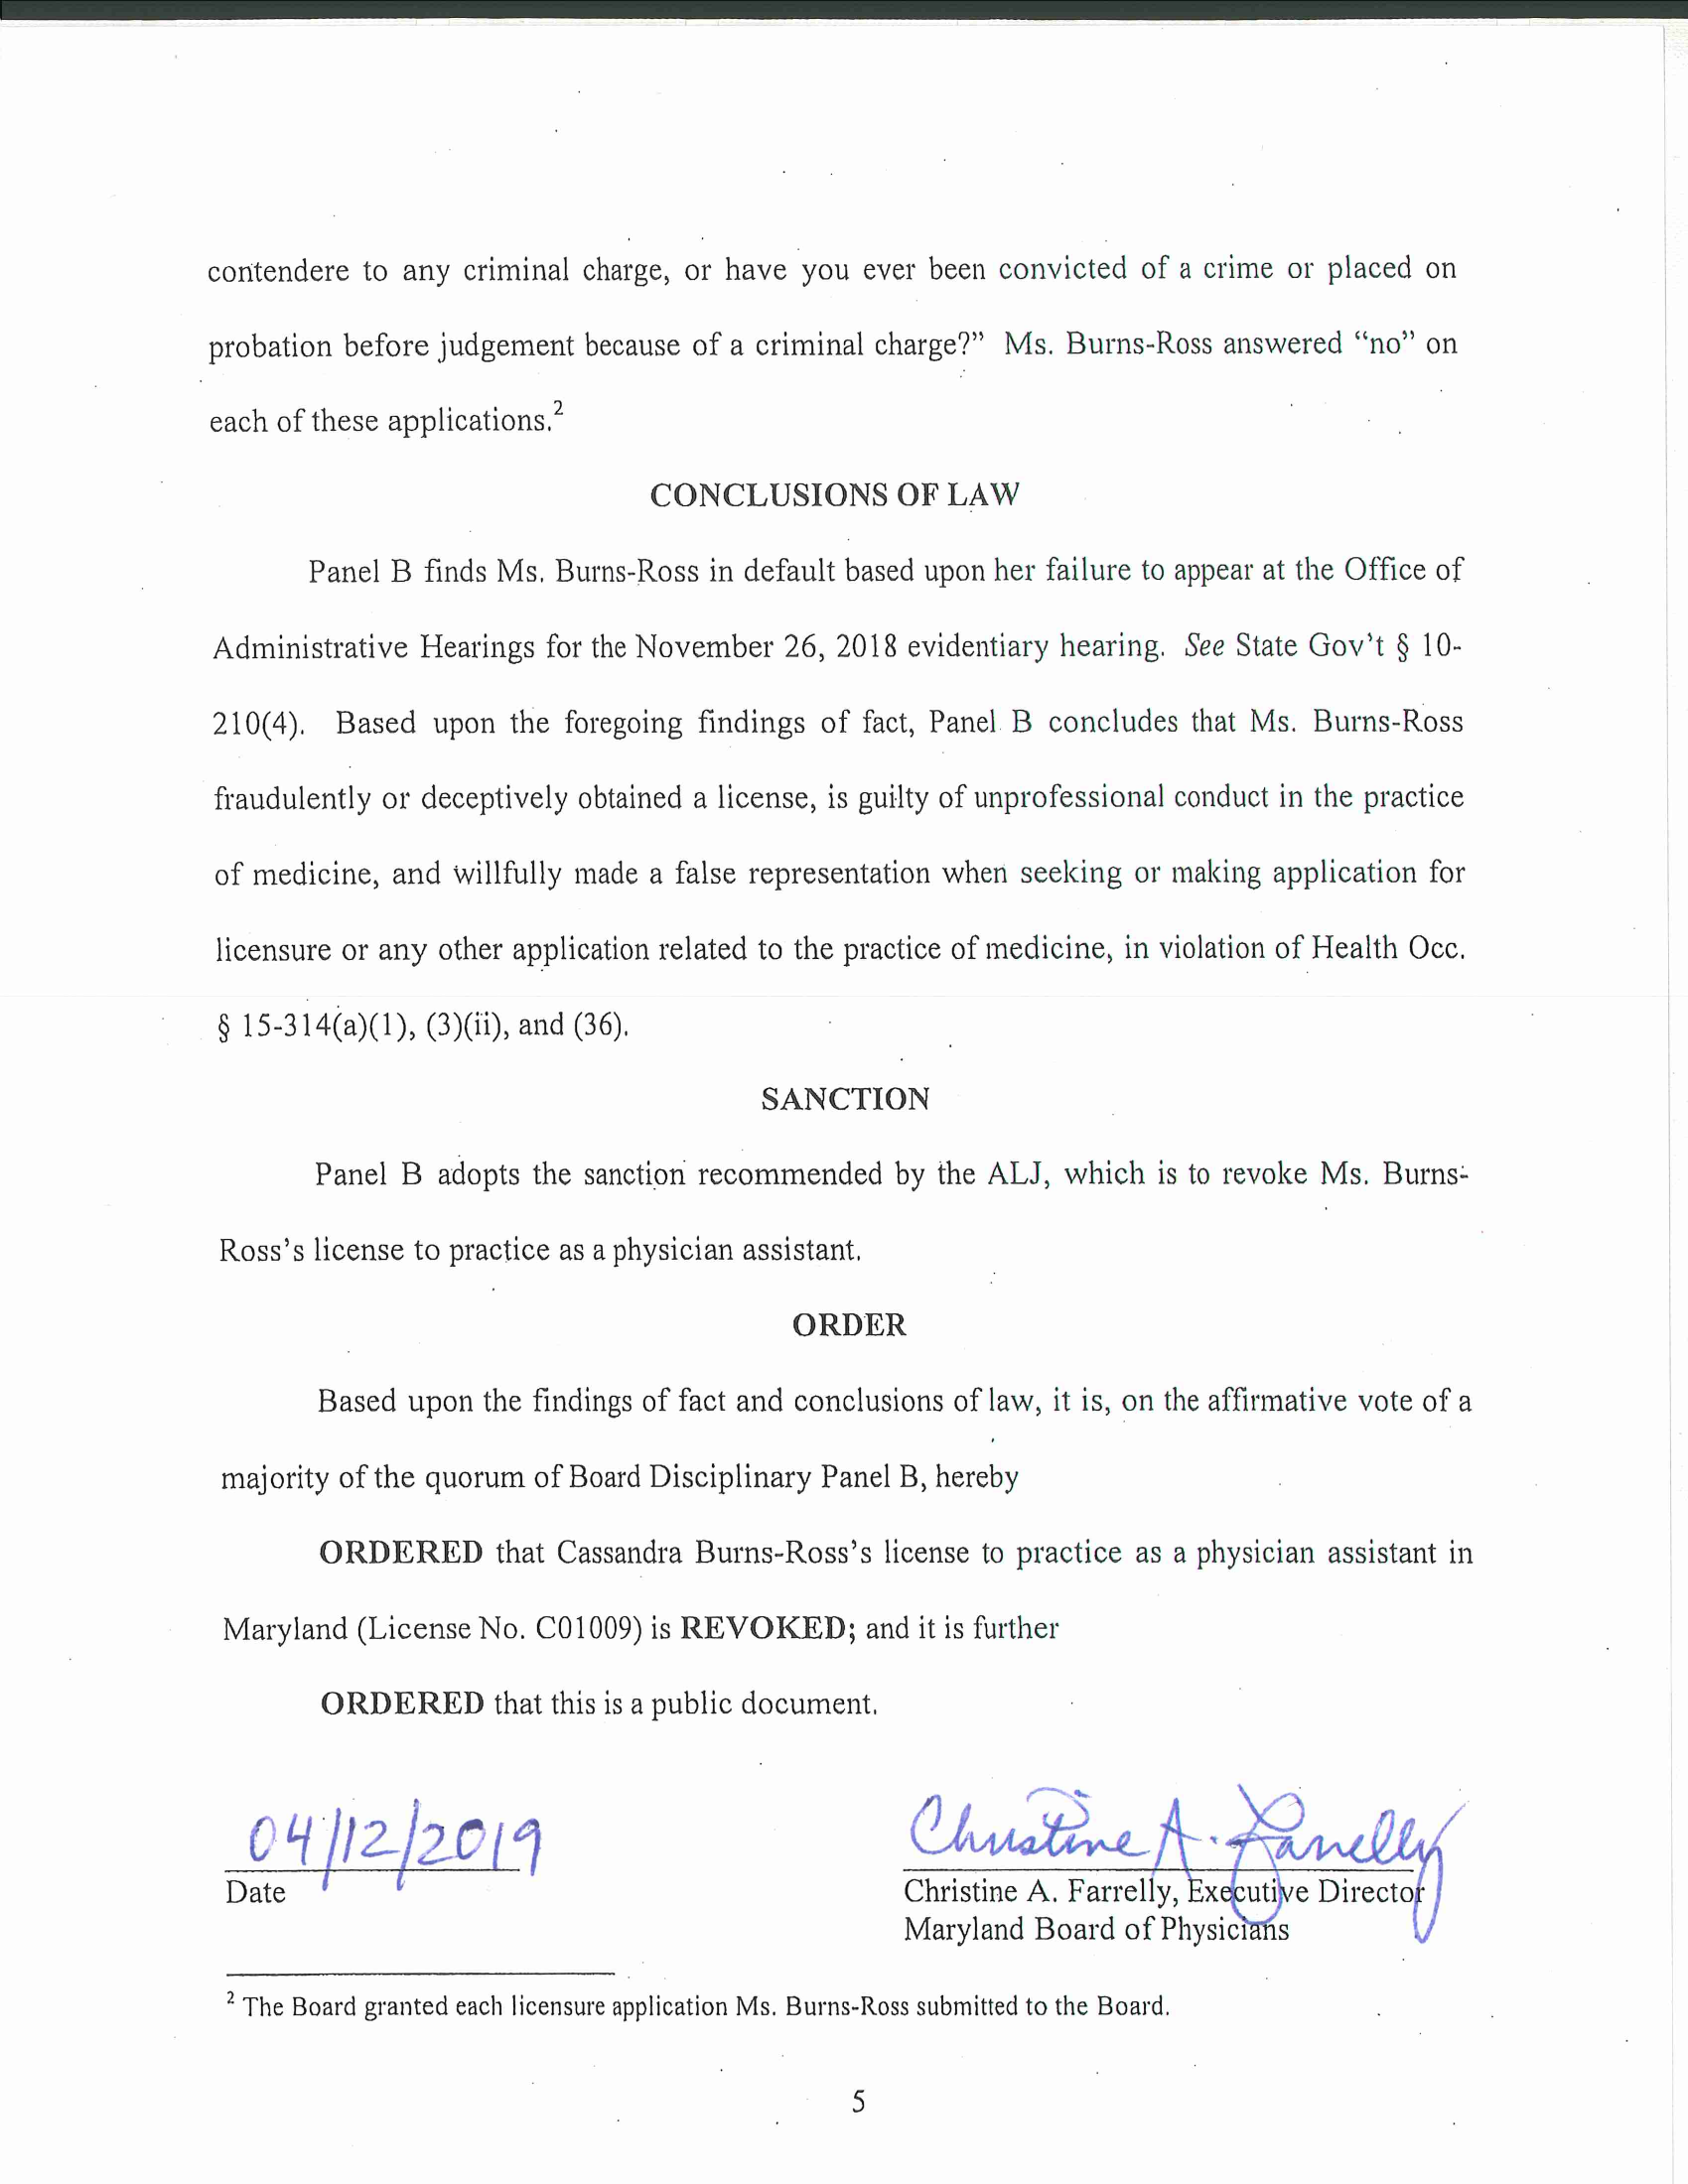 contendere to any criminal charge, or have you ever been convicted of a crime or placed on
probation before judgement because of a criminal charge?” Ms. Burns-Ross answered “no” on
each of these applications.²
CONCLUSIONS OF LAW
Panel B finds Ms. Burns-Ross in default based upon her failure to appear at the Office of
Administrative Hearings for the November 26, 2018 evidentiary hearing. See State Gov’t § 10-
210(4). Based upon the foregoing findings of fact, Panel B concludes that Ms. Burns-Ross
fraudulently or deceptively obtained a license, is guilty of unprofessional conduct in the practice
of medicine, and willfully made a false representation when seeking or making application for
licensure or any other application related to the practice of medicine, in violation of Health Occ.
§ 15-314(a)(1), (3)(ii), and (36).
SANCTION
Panel B adopts the sanction recommended by the ALJ, which is to revoke Ms. Burns-
Ross’s license to practice as a physician assistant.
ORDER
Based upon the findings of fact and conclusions of law, it is, on the affirmative vote of a
majority of the quorum of Board Disciplinary Panel B, hereby
ORDERED that Cassandra Burns-Ross’s license to practice as a physician assistant in
Maryland (License No. C01009) is REVOKED; and it is further
ORDERED that this is a public document.
04/12/2019
Date
Christine A. Farrelly
Christine A. Farrelly, Executive Director
Maryland Board of Physicians
² The Board granted each licensure application Ms. Burns-Ross submitted to the Board.
5